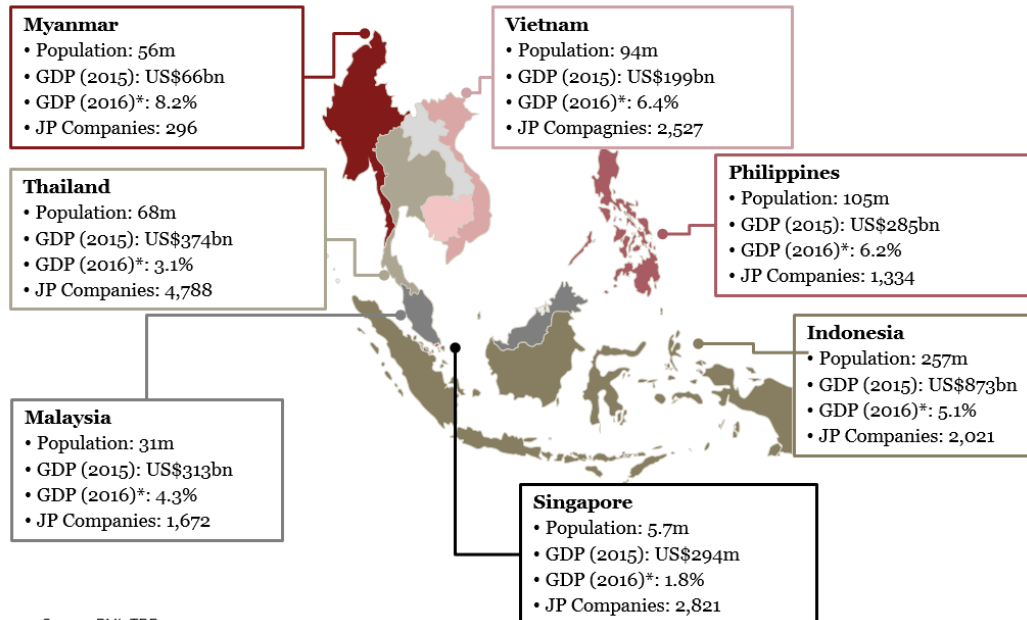 Myanmar
• Population: 56m
• GDP (2015): US$66bn
• GDP (2016)*: 8.2%
• JP Companies: 296
Vietnam
• Population: 94m
• GDP (2015): US$199bn
• GDP (2016)*: 6.4%
• JP Compagnies: 2,527
Thailand
• Population: 68m
• GDP (2015): US$374bn
• GDP (2016)*: 3.1%
• JP Companies: 4,788
Philippines
• Population: 105m
• GDP (2015): US$285bn
• GDP (2016)*: 6.2%
• JP Companies: 1,334
Indonesia
• Population: 257m
• GDP (2015): US$873bn
• GDP (2016)*: 5.1%
• JP Companies: 2,021
Malaysia
• Population: 31m
• GDP (2015): US$313bn
• GDP (2016)*: 4.3%
• JP Companies: 1,672
Singapore
• Population: 5.7m
• GDP (2015): US$294m
• GDP (2016)*: 1.8%
• JP Companies: 2,821